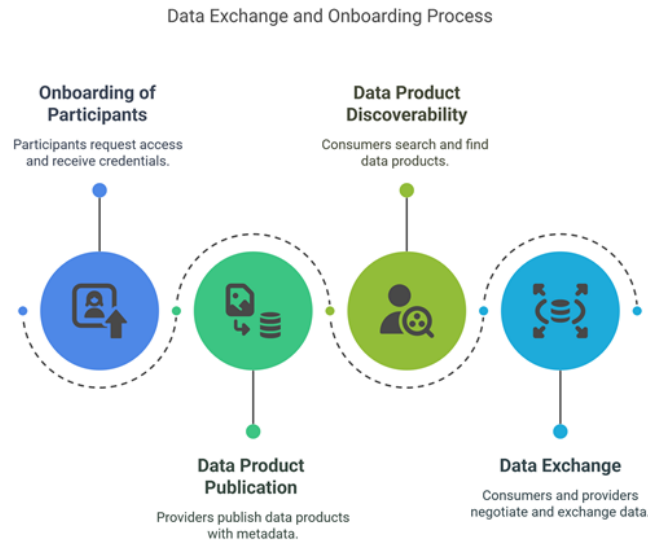 Data Exchange and Onboarding Process
Onboarding of
Participants
Participants request access
and receive credentials.
Data Product
Discoverability
Consumers search and find
data products.
Data Product
Publication
Providers publish data products
with metadata.
Data Exchange
Consumers and providers
negotiate and exchange data.